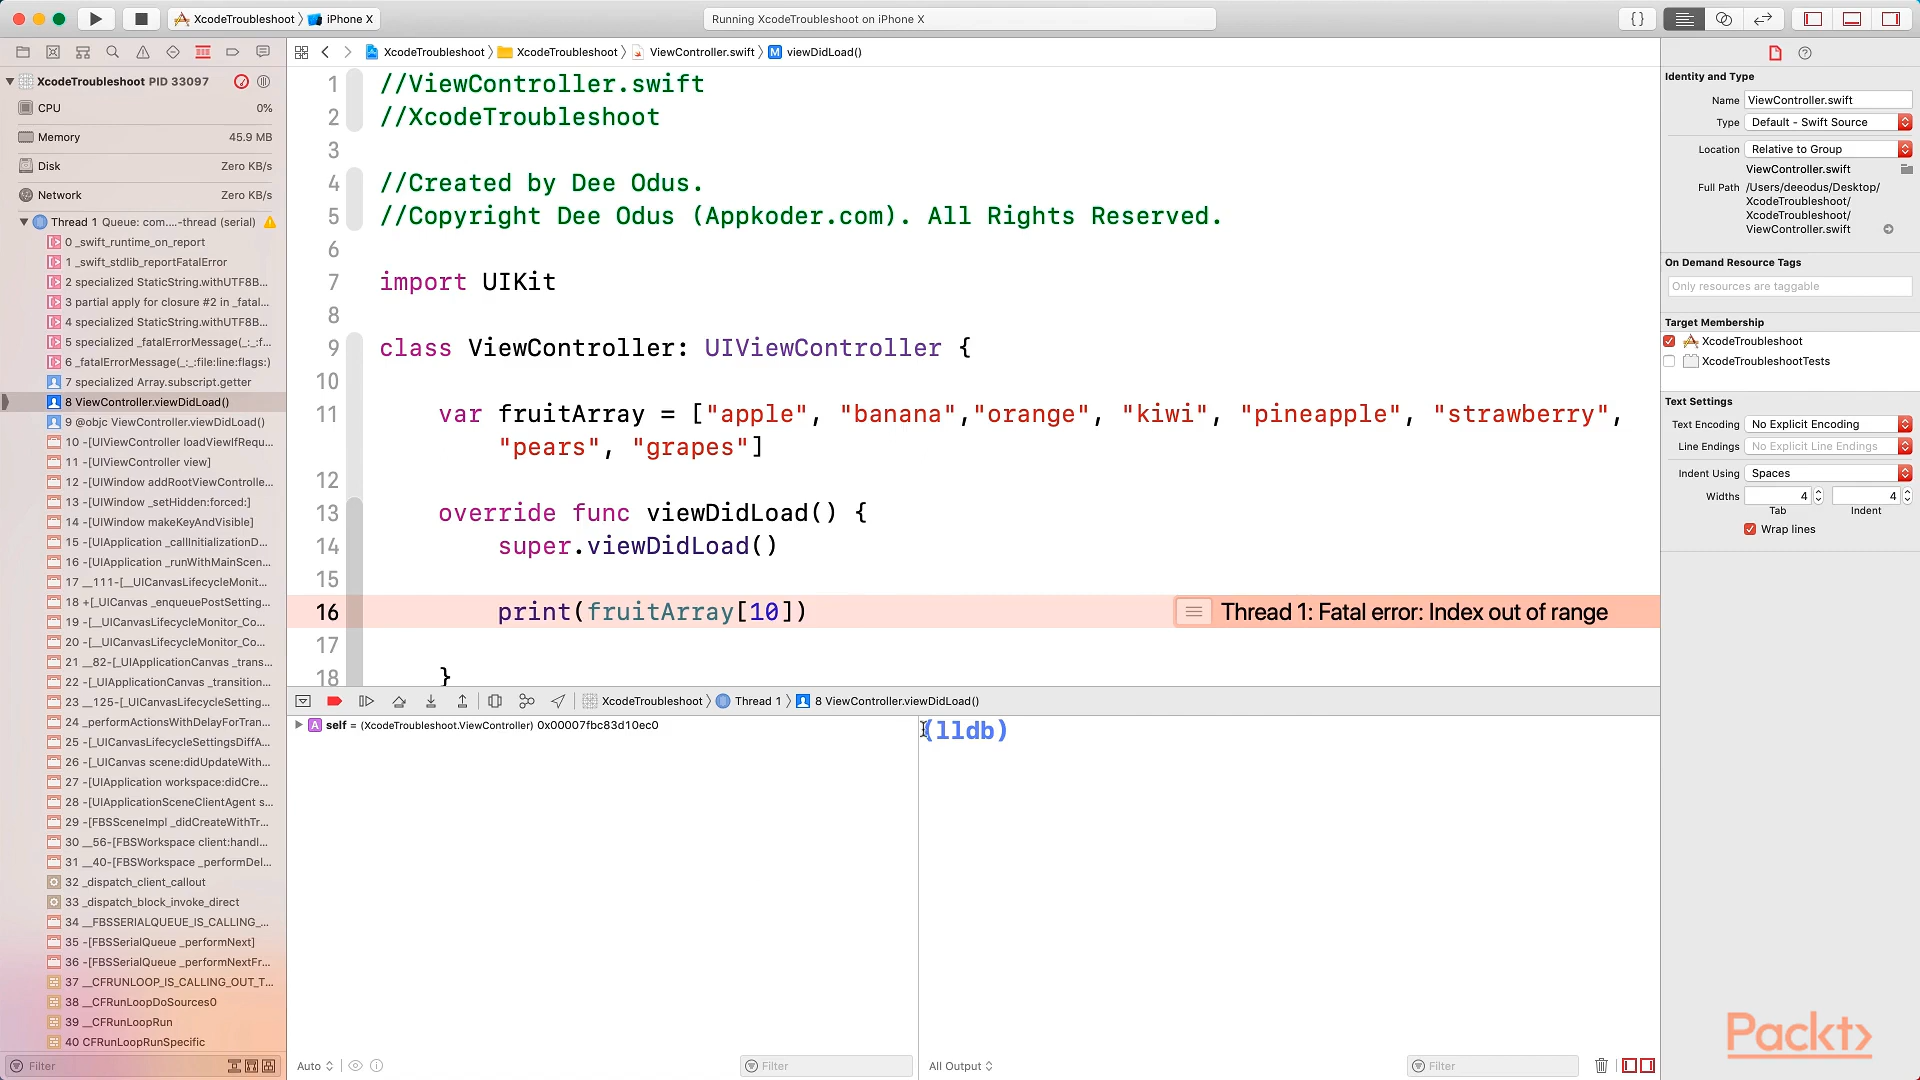 XcodeTroubleshoot
iPhone X
Running XcodeTroubleshoot on iPhone X
{ }
XcodeTroubleshoot
XcodeTroubleshoot
ViewController.swift
M viewDidLoad()
XcodeTroubleshoot PID 33097
CPU 0%
Memory 45.9 MB
Disk Zero KB/s
Network Zero KB/s
Thread 1 Queue: com....-thread (serial)
0 _swift_runtime_on_report
1 _swift_stdlib_reportFatalError
2 specialized StaticString.withUTF8B...
3 partial apply for closure #2 in _fatal...
4 specialized StaticString.withUTF8B...
5 specialized _fatalErrorMessage(_:_:f...
6 _fatalErrorMessage(_:_:file:line:flags:)
7 specialized Array.subscript.getter
8 ViewController.viewDidLoad()
9 @objc ViewController.viewDidLoad()
10 -[UIViewController loadViewIfRequ...
11 -[UIViewController view]
12 -[UIWindow addRootViewControlle...
13 -[UIWindow _setHidden:forced:]
14 -[UIWindow makeKeyAndVisible]
15 -[UIApplication _callInitializationD...
16 -[UIApplication _runWithMainScen...
17 __111-[__UICanvasLifecycleMonit...
18 +[_UICanvas _enqueuePostSetting...
19 -[__UICanvasLifecycleMonitor_Co...
20 -[__UICanvasLifecycleMonitor_Co...
21 __82-[_UIApplicationCanvas _trans...
22 -[_UIApplicationCanvas _transition...
23 __125-[_UICanvasLifecycleSetting...
24 _performActionsWithDelayForTran...
25 -[_UICanvasLifecycleSettingsDiffA...
26 -[_UICanvas scene:didUpdateWith...
27 -[UIApplication workspace:didCre...
28 -[UIApplicationSceneClientAgent s...
29 -[FBSSceneImpl _didCreateWithTr...
30 __56-[FBSWorkspace client:handl...
31 __40-[FBSWorkspace _performDel...
32 _dispatch_client_callout
33 _dispatch_block_invoke_direct
34 __FBSSERIALQUEUE_IS_CALLING_...
35 -[FBSSerialQueue _performNext]
36 -[FBSSerialQueue _performNextFr...
37 __CFRUNLOOP_IS_CALLING_OUT_T...
38 __CFRunLoopDoSources0
39 __CFRunLoopRun
40 CFRunLoopRunSpecific
Filter
1 //ViewController.swift
2 //XcodeTroubleshoot
3
4 //Created by Dee Odus.
5 //Copyright Dee Odus (Appkoder.com). All Rights Reserved.
6
7 import UIKit
8
9 class ViewController: UIViewController {
10
11 var fruitArray = ["apple", "banana","orange", "kiwi", "pineapple", "strawberry",
"pears", "grapes"]
12
13 override func viewDidLoad() {
14 super.viewDidLoad()
15
16 print(fruitArray[10]) Thread 1: Fatal error: Index out of range
17
18 }
XcodeTroubleshoot
Thread 1
8 ViewController.viewDidLoad()
A self = (XcodeTroubleshoot.ViewController) 0x00007fbc83d10ec0
(lldb)
Auto
Filter
All Output
Filter
Identity and Type
Name ViewController.swift
Type Default - Swift Source
Location Relative to Group
ViewController.swift
Full Path /Users/deeodus/Desktop/
XcodeTroubleshoot/
XcodeTroubleshoot/
ViewController.swift
On Demand Resource Tags
Only resources are taggable
Target Membership
XcodeTroubleshoot
XcodeTroubleshootTests
Text Settings
Text Encoding No Explicit Encoding
Line Endings No Explicit Line Endings
Indent Using Spaces
Widths 4 4
Tab Indent
Wrap lines
Packt>